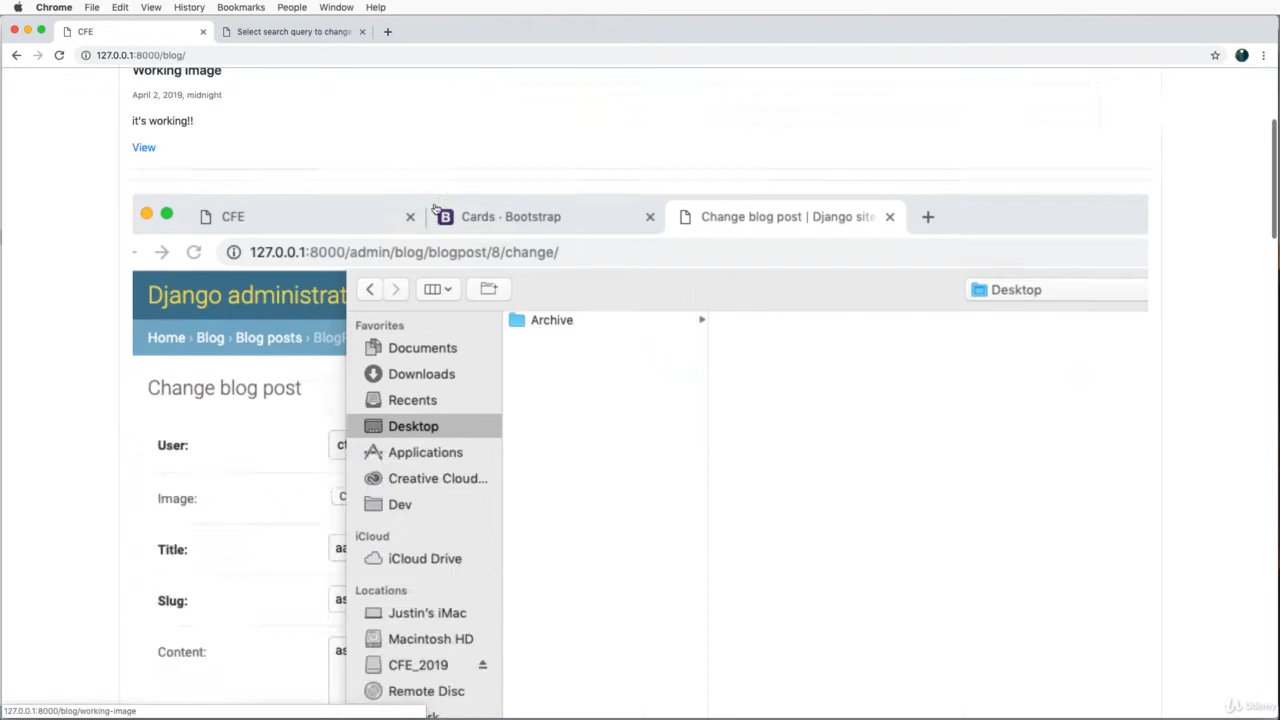 Chrome File Edit View History Bookmarks People Window Help
CFE
Select search query to change
127.0.0.1:8000/blog/
Working image
April 2, 2019, midnight
it's working!!
View
CFE
Cards · Bootstrap
Change blog post | Django site
127.0.0.1:8000/admin/blog/blogpost/8/change/
Django administrat
Desktop
Home › Blog › Blog posts › BlogP
Archive
Favorites
Documents
Downloads
Recents
Desktop
Applications
Creative Cloud...
Dev
iCloud
iCloud Drive
Locations
Justin's iMac
Macintosh HD
CFE_2019
Remote Disc
Change blog post
User:
Image:
Title:
Slug:
Content:
127.0.0.1:8000/blog/working-image
Udemy